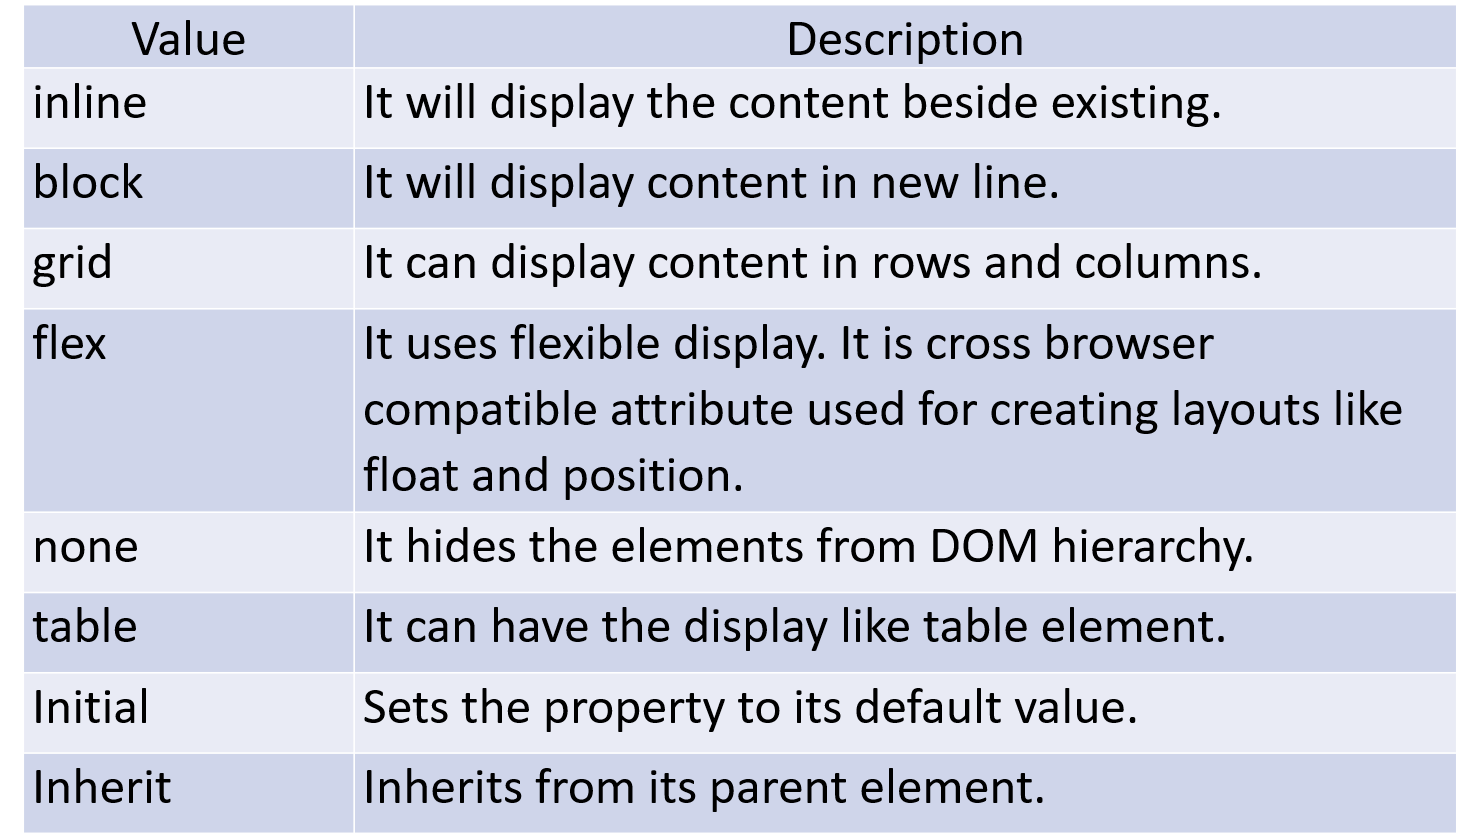 Value Description
inline It will display the content beside existing.
block It will display content in new line.
grid It can display content in rows and columns.
flex It uses flexible display. It is cross browser
compatible attribute used for creating layouts like
float and position.
none It hides the elements from DOM hierarchy.
table It can have the display like table element.
Initial Sets the property to its default value.
Inherit Inherits from its parent element.